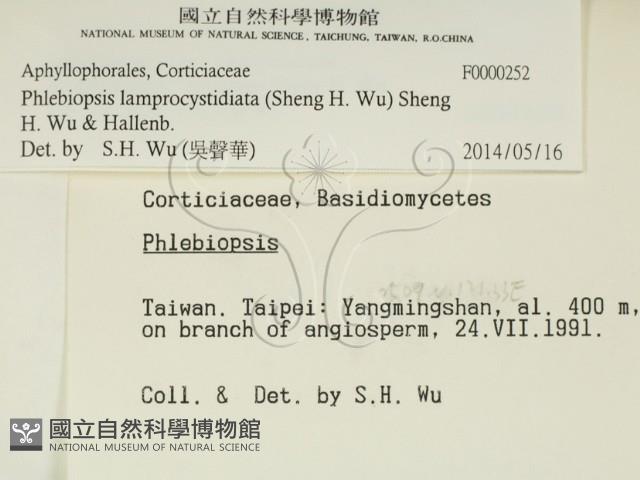 國立自然科學博物館
NATIONAL MUSEUM OF NATURAL SCIENCE, TAICHUNG, TAIWAN, R.O.CHINA
Aphyllophorales, Corticiaceae F0000252
Phlebiopsis lamprocystidiata (Sheng H. Wu) Sheng
H. Wu & Hallenb.
Det. by S.H. Wu (吳聲華) 2014/05/16
Corticiaceae, Basidiomycetes
Phlebiopsis
Taiwan. Taipei: Yangmingshan, al. 400 m,
on branch of angiosperm, 24.VII.1991.
Coll. & Det. by S.H. Wu
國立自然科學博物館
NATIONAL MUSEUM OF NATURAL SCIENCE